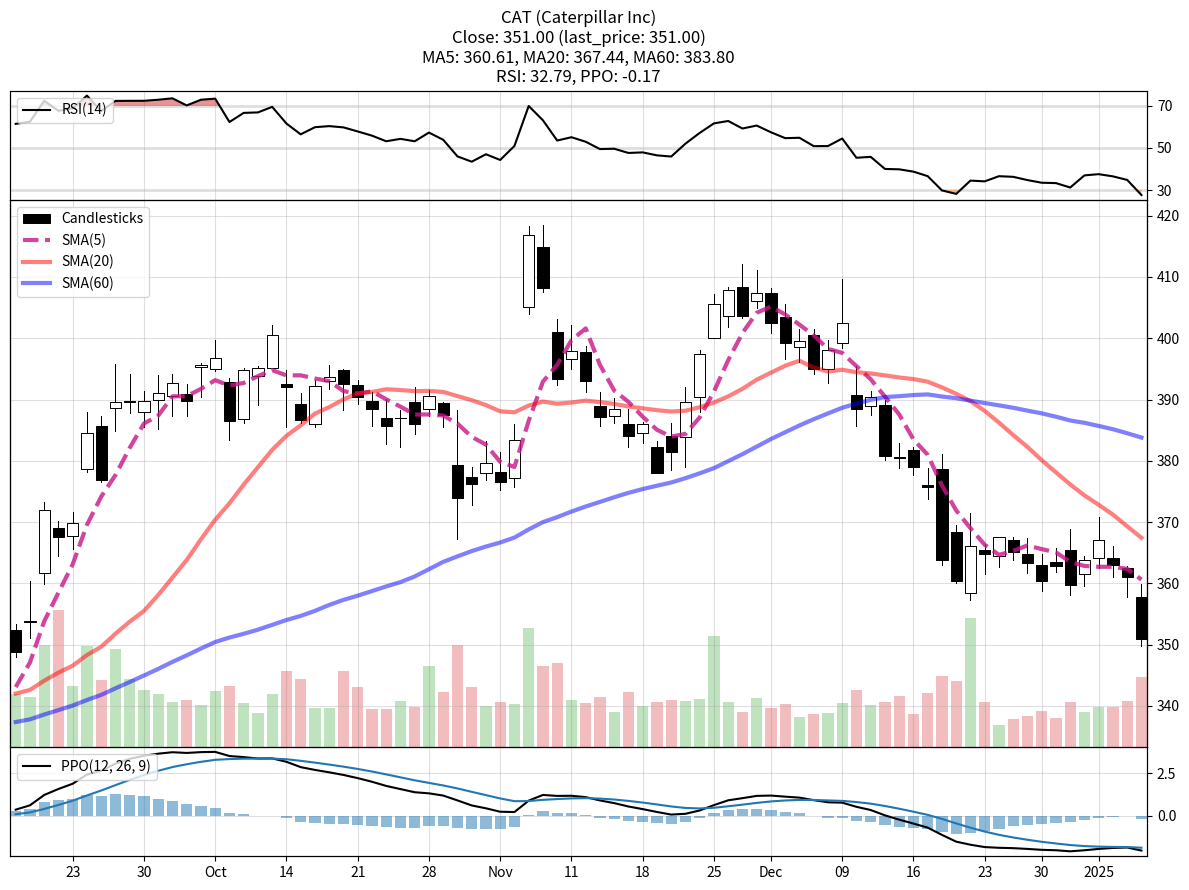 CAT (Caterpillar Inc)
Close: 351.00 (last_price: 351.00)
MA5: 360.61, MA20: 367.44, MA60: 383.80
RSI: 32.79, PPO: -0.17
RSI(14)
70
50
30
Candlesticks
SMA(5)
SMA(20)
SMA(60)
420
410
400
390
380
370
360
350
340
PPO(12, 26, 9)
2.5
0.0
23 30 Oct 14 21 28 Nov 11 18 25 Dec 09 16 23 30 2025